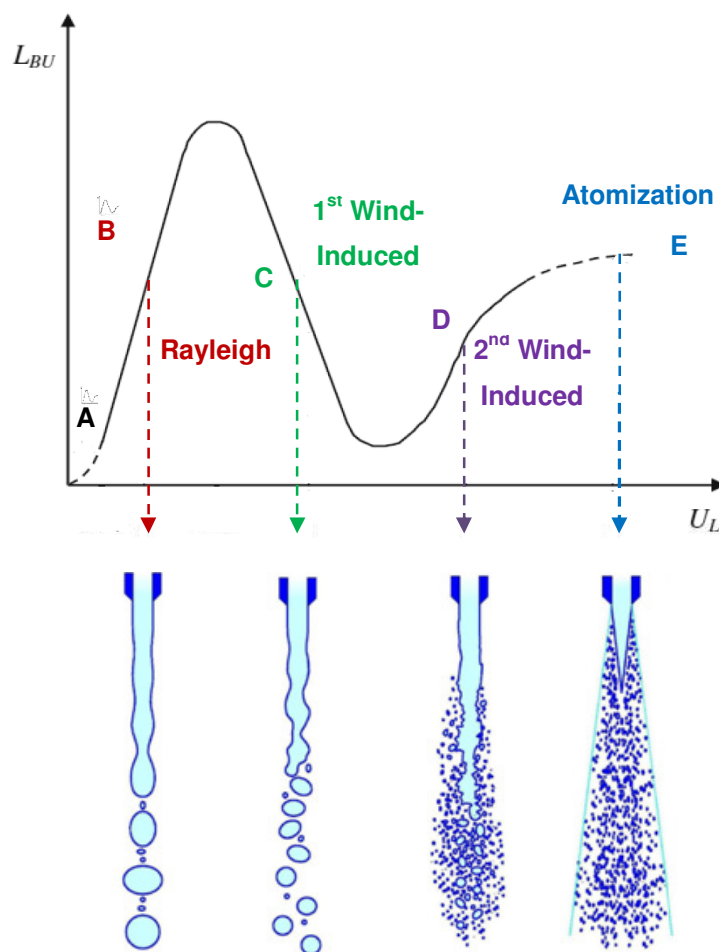 L_BU
Atomization
1st Wind-
Induced
B
E
C
D
Rayleigh
2nd Wind-
Induced
A
U_L